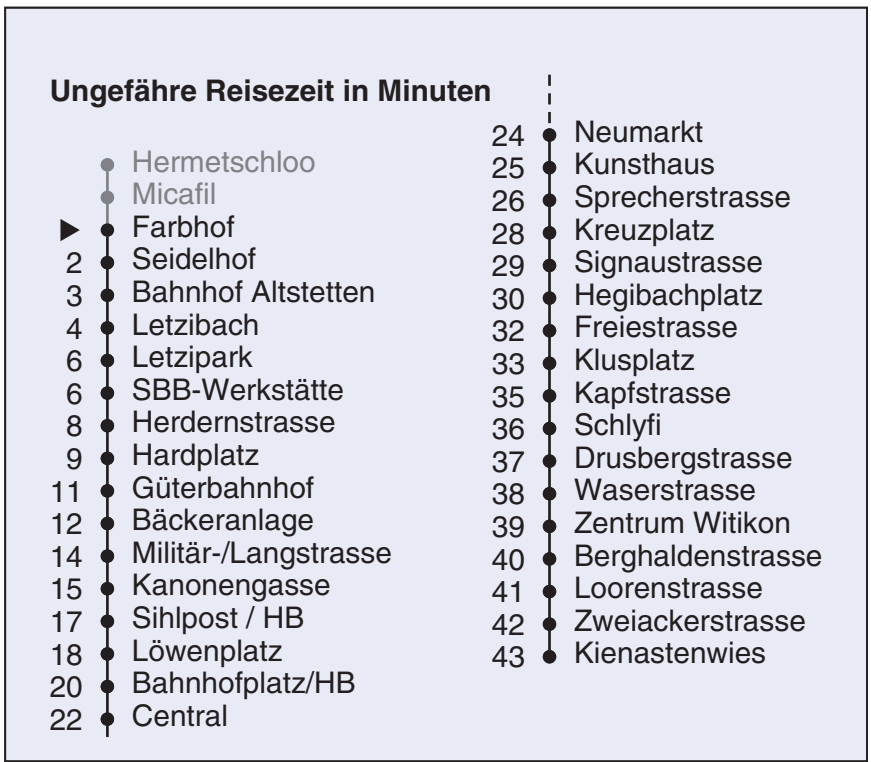 Ungefähre Reisezeit in Minuten
Hermetschloo
Micafil
Farbhof
2 Seidelhof
3 Bahnhof Altstetten
4 Letzibach
6 Letzipark
6 SBB-Werkstätte
8 Herdernstrasse
9 Hardplatz
11 Güterbahnhof
12 Bäckeranlage
14 Militär-/Langstrasse
15 Kanonengasse
17 Sihlpost / HB
18 Löwenplatz
20 Bahnhofplatz/HB
22 Central
24 Neumarkt
25 Kunsthaus
26 Sprecherstrasse
28 Kreuzplatz
29 Signaustrasse
30 Hegibachplatz
32 Freiestrasse
33 Klusplatz
35 Kapfstrasse
36 Schlyfi
37 Drusbergstrasse
38 Waserstrasse
39 Zentrum Witikon
40 Berghaldenstrasse
41 Loorenstrasse
42 Zweiackerstrasse
43 Kienastenwies